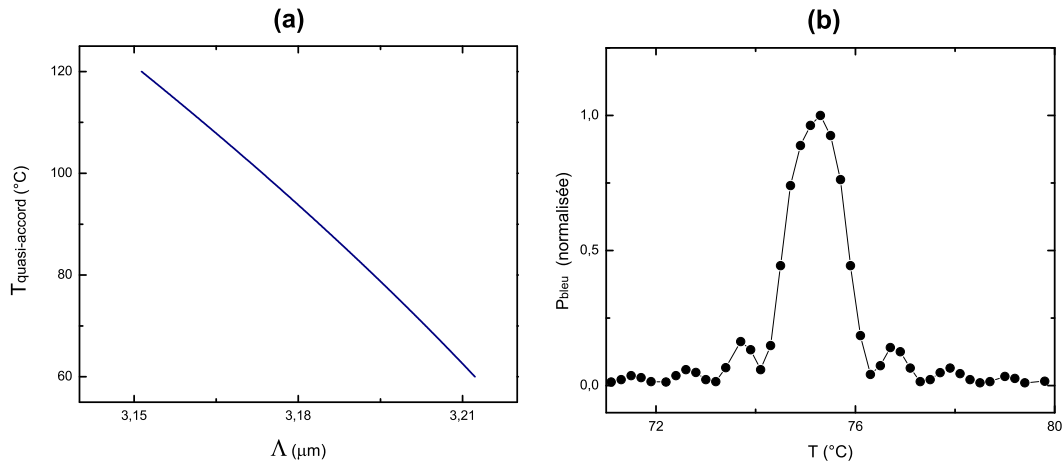 (a)
120
100
80
60
Tquasi-accord (°C)
3,15
3,18
3,21
Λ (µm)
(b)
1,0
0,5
0,0
Pbleu (normalisée)
72
76
80
T (°C)